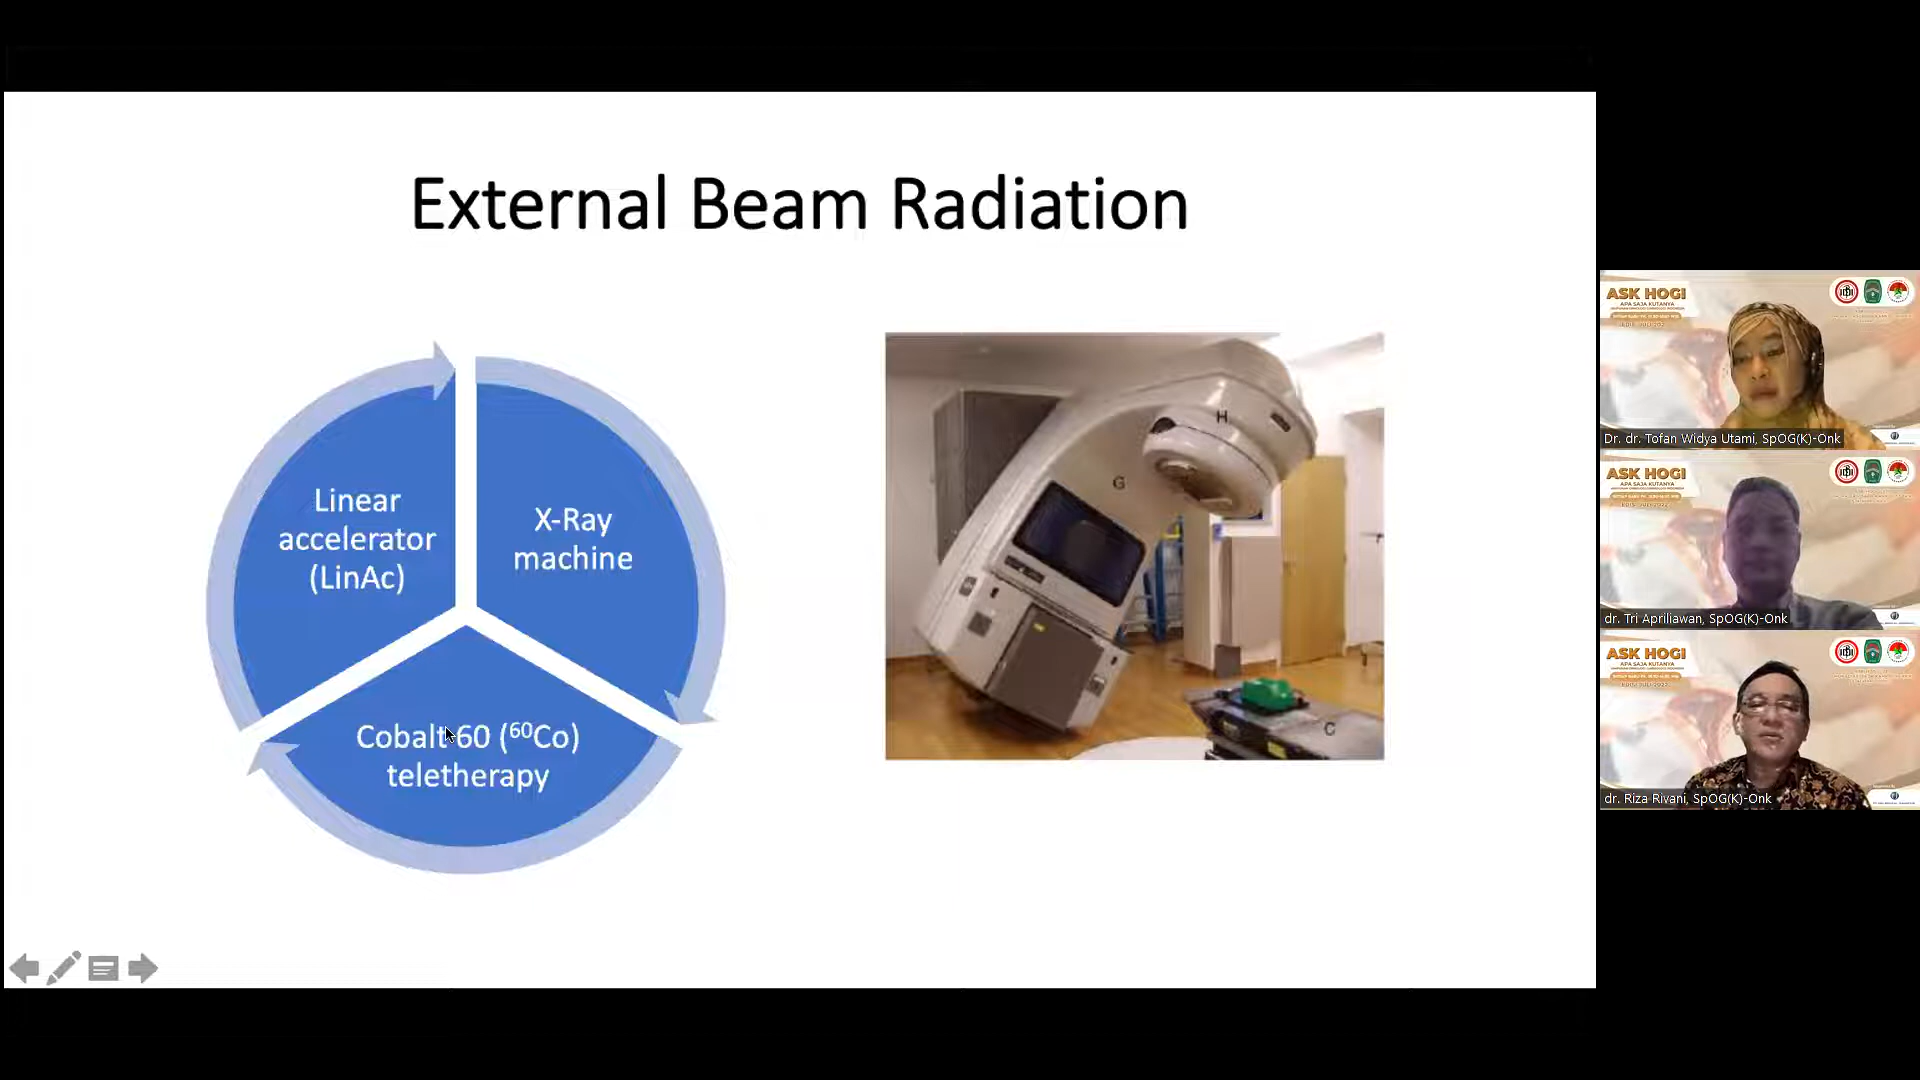 External Beam Radiation
Linear
accelerator
(LinAc)
X-Ray
machine
Cobalt 60 (⁶⁰Co)
teletherapy
H
G
C
ASK HOGI
APA SAJA KUTANYA
Dr. dr. Tofan Widya Utami, SpOG(K)-Onk
ASK HOGI
APA SAJA KUTANYA
dr. Tri Apriliawan, SpOG(K)-Onk
ASK HOGI
APA SAJA KUTANYA
dr. Riza Rivani, SpOG(K)-Onk